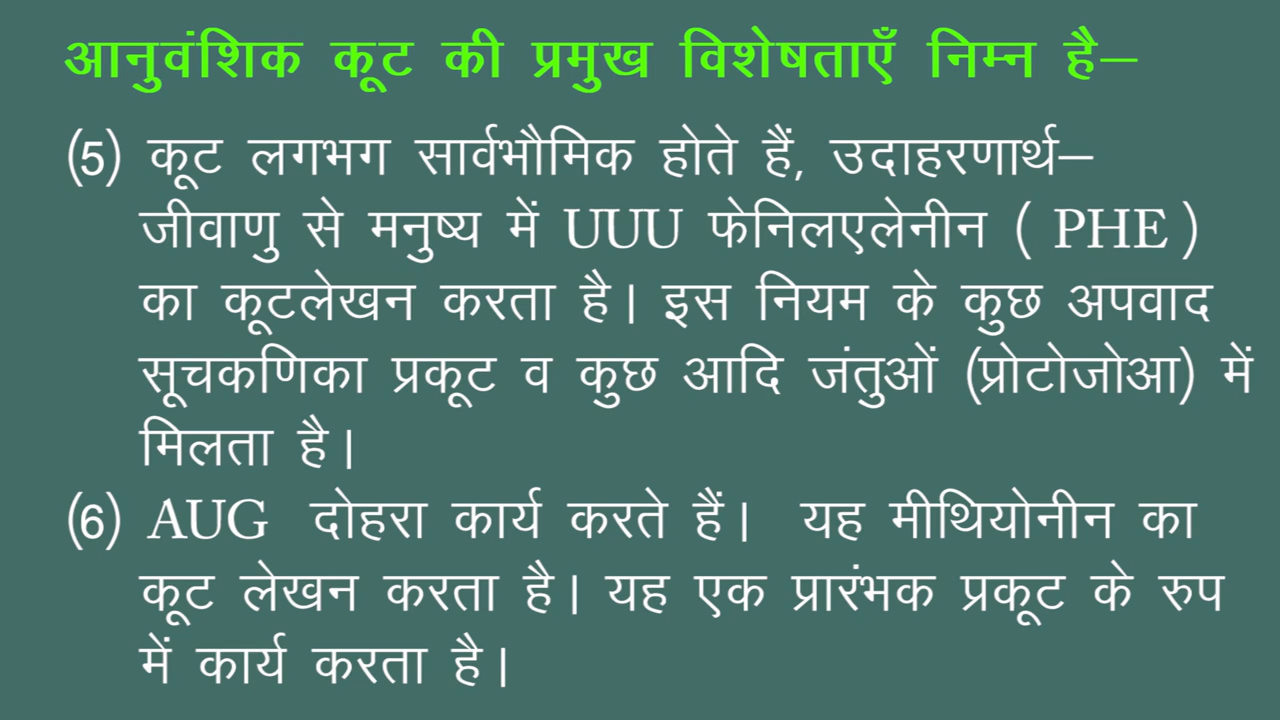 आनुवंशिक कूट की प्रमुख विशेषताएँ निम्न है–
(5) कूट लगभग सार्वभौमिक होते हैं, उदाहरणार्थ–
जीवाणु से मनुष्य में UUU फेनिलएलेनीन ( PHE )
का कूटलेखन करता है। इस नियम के कुछ अपवाद
सूचकणिका प्रकूट व कुछ आदि जंतुओं (प्रोटोजोआ) में
मिलता है।
(6) AUG दोहरा कार्य करते हैं। यह मीथियोनीन का
कूट लेखन करता है। यह एक प्रारंभक प्रकूट के रुप
में कार्य करता है।